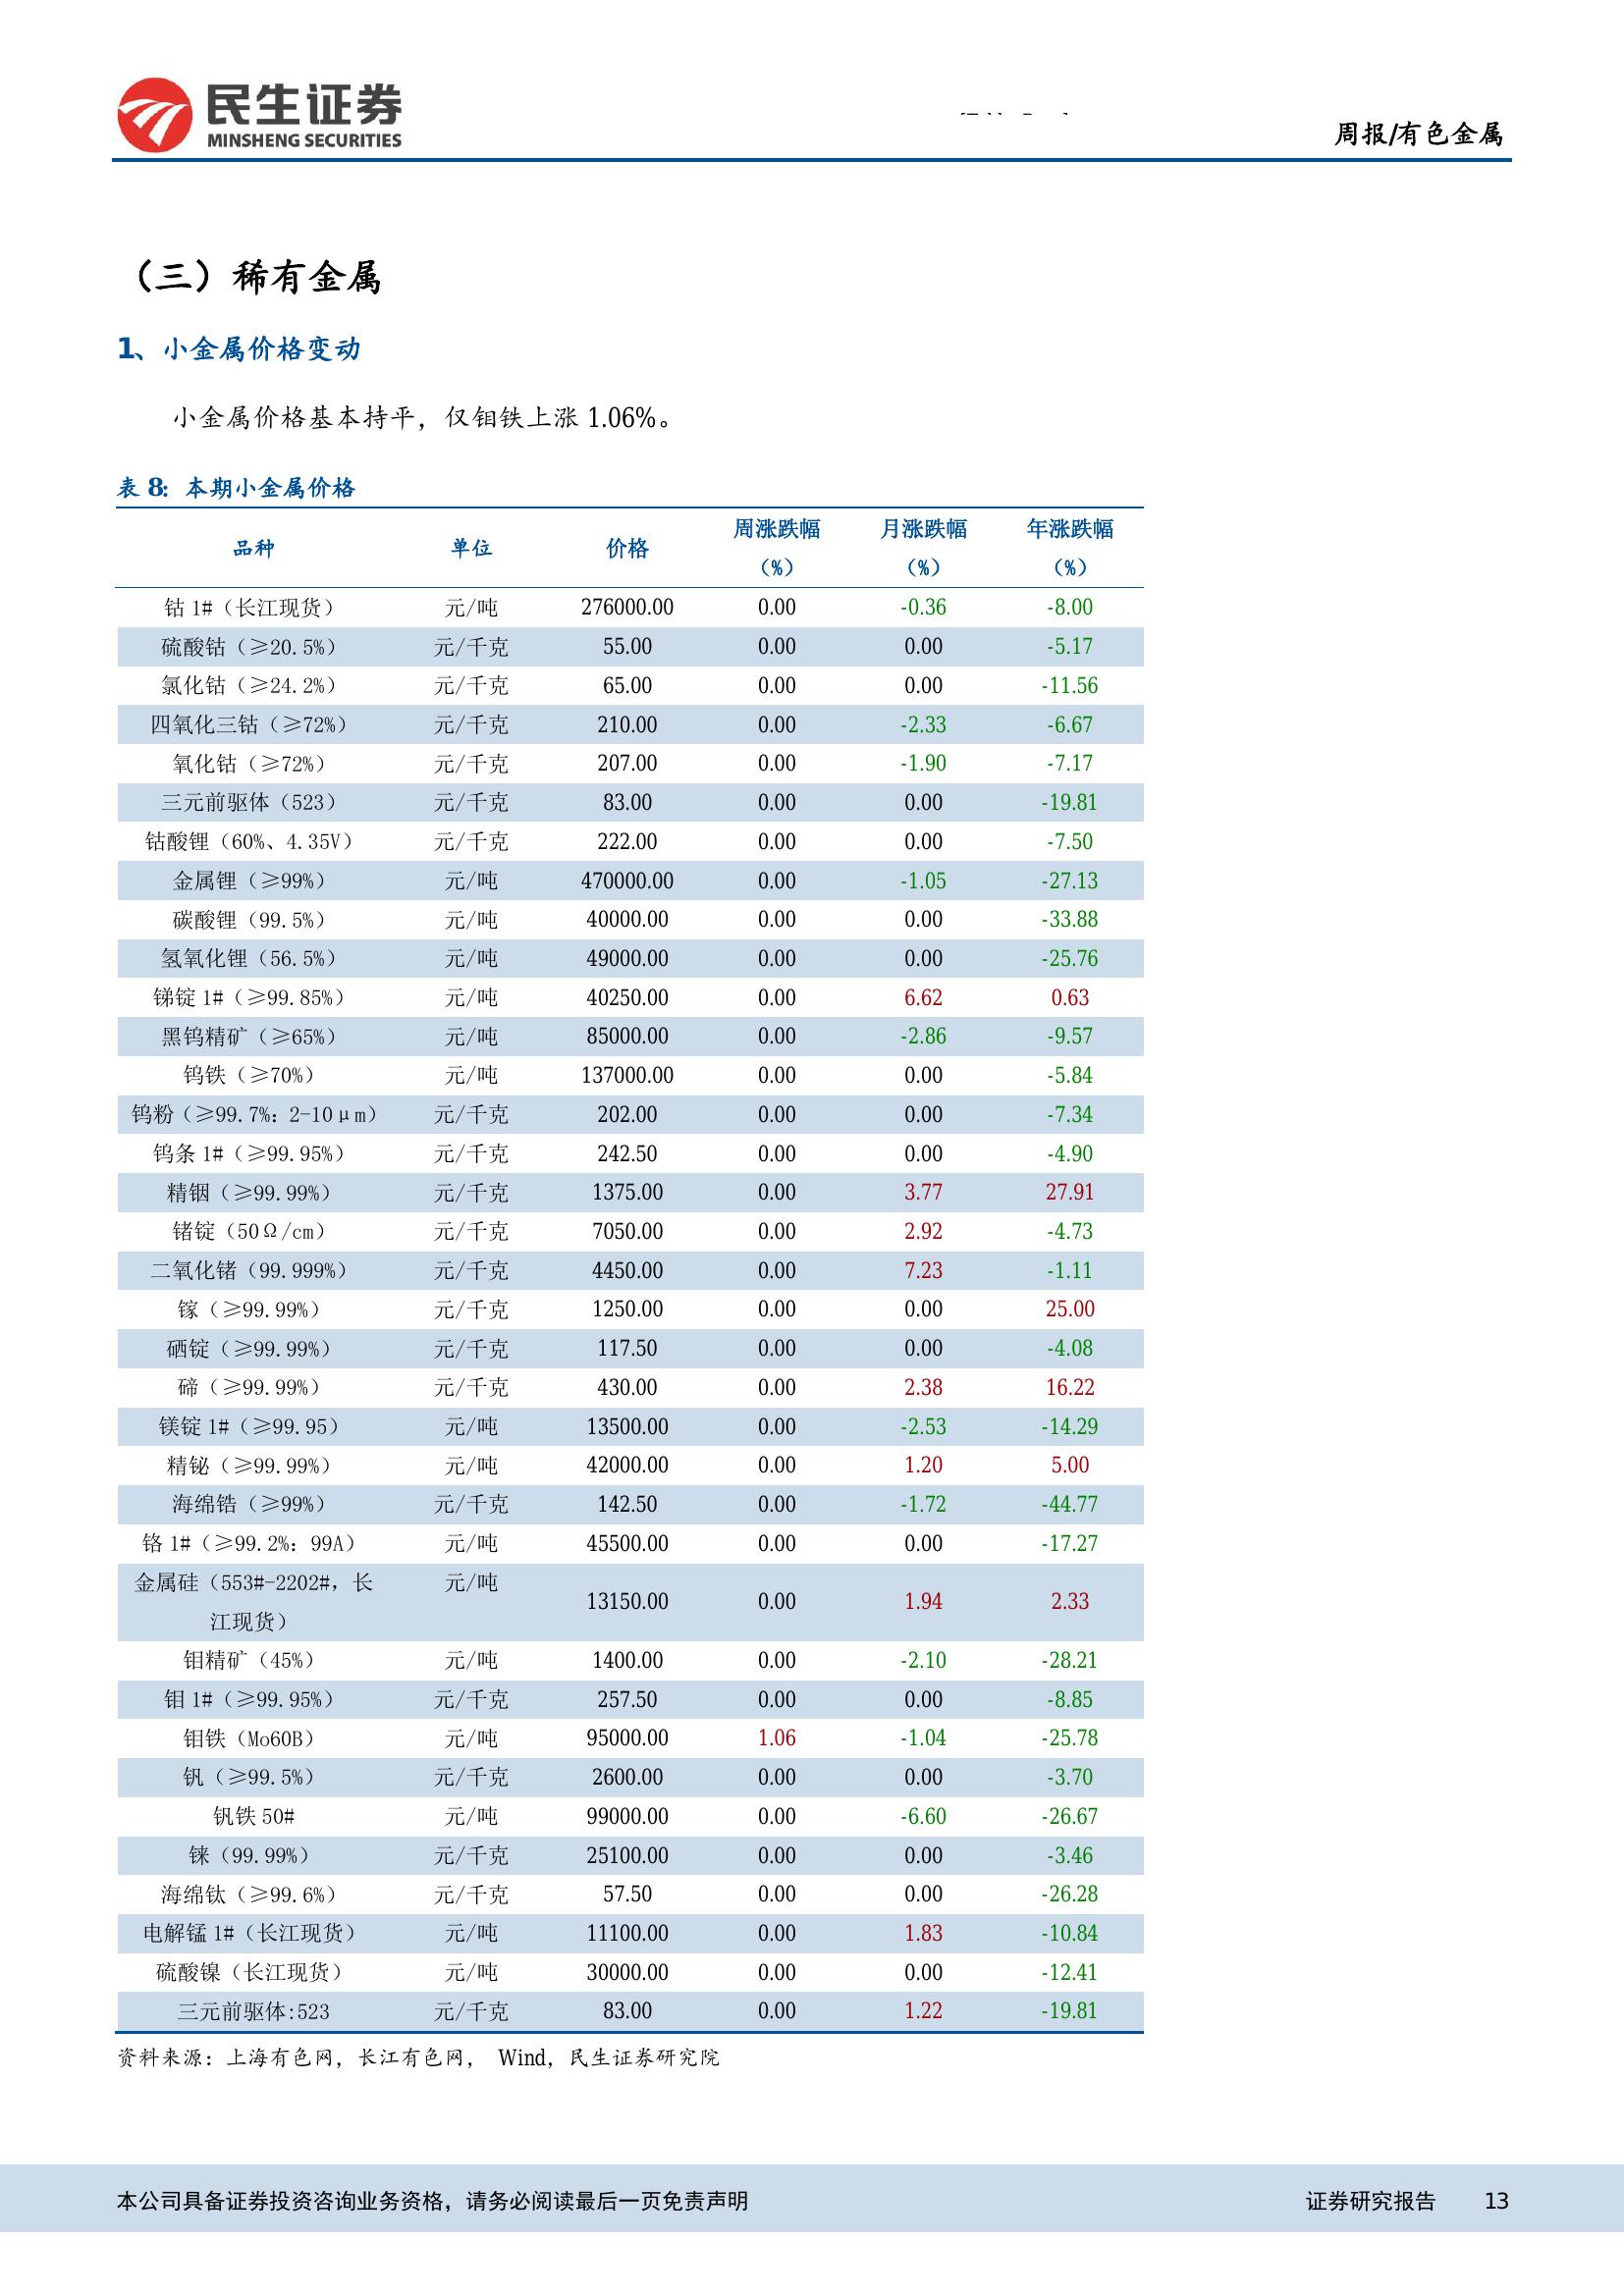 民生证券
MINSHENG SECURITIES
周报/有色金属
（三）稀有金属
1、小金属价格变动
小金属价格基本持平，仅钼铁上涨 1.06%。
表 8：本期小金属价格
品种 单位 价格 周涨跌幅（%） 月涨跌幅（%） 年涨跌幅（%）
钴 1#（长江现货） 元/吨 276000.00 0.00 -0.36 -8.00
硫酸钴（≥20.5%） 元/千克 55.00 0.00 0.00 -5.17
氯化钴（≥24.2%） 元/千克 65.00 0.00 0.00 -11.56
四氧化三钴（≥72%） 元/千克 210.00 0.00 -2.33 -6.67
氧化钴（≥72%） 元/千克 207.00 0.00 -1.90 -7.17
三元前驱体（523） 元/千克 83.00 0.00 0.00 -19.81
钴酸锂（60%、4.35V） 元/千克 222.00 0.00 0.00 -7.50
金属锂（≥99%） 元/吨 470000.00 0.00 -1.05 -27.13
碳酸锂（99.5%） 元/吨 40000.00 0.00 0.00 -33.88
氢氧化锂（56.5%） 元/吨 49000.00 0.00 0.00 -25.76
锑锭 1#（≥99.85%） 元/吨 40250.00 0.00 6.62 0.63
黑钨精矿（≥65%） 元/吨 85000.00 0.00 -2.86 -9.57
钨铁（≥70%） 元/吨 137000.00 0.00 0.00 -5.84
钨粉（≥99.7%：2-10μm） 元/千克 202.00 0.00 0.00 -7.34
钨条 1#（≥99.95%） 元/千克 242.50 0.00 0.00 -4.90
精铟（≥99.99%） 元/千克 1375.00 0.00 3.77 27.91
锗锭（50Ω/cm） 元/千克 7050.00 0.00 2.92 -4.73
二氧化锗（99.999%） 元/千克 4450.00 0.00 7.23 -1.11
镓（≥99.99%） 元/千克 1250.00 0.00 0.00 25.00
硒锭（≥99.99%） 元/千克 117.50 0.00 0.00 -4.08
碲（≥99.99%） 元/千克 430.00 0.00 2.38 16.22
镁锭 1#（≥99.95） 元/吨 13500.00 0.00 -2.53 -14.29
精铋（≥99.99%） 元/吨 42000.00 0.00 1.20 5.00
海绵锆（≥99%） 元/千克 142.50 0.00 -1.72 -44.77
铬 1#（≥99.2%：99A） 元/吨 45500.00 0.00 0.00 -17.27
金属硅（553#-2202#，长江现货） 元/吨 13150.00 0.00 1.94 2.33
钼精矿（45%） 元/吨 1400.00 0.00 -2.10 -28.21
钼 1#（≥99.95%） 元/千克 257.50 0.00 0.00 -8.85
钼铁（Mo60B） 元/吨 95000.00 1.06 -1.04 -25.78
钒（≥99.5%） 元/千克 2600.00 0.00 0.00 -3.70
钒铁 50# 元/吨 99000.00 0.00 -6.60 -26.67
铼（99.99%） 元/千克 25100.00 0.00 0.00 -3.46
海绵钛（≥99.6%） 元/千克 57.50 0.00 0.00 -26.28
电解锰 1#（长江现货） 元/吨 11100.00 0.00 1.83 -10.84
硫酸镍（长江现货） 元/吨 30000.00 0.00 0.00 -12.41
三元前驱体:523 元/千克 83.00 0.00 1.22 -19.81
资料来源：上海有色网，长江有色网， Wind，民生证券研究院
本公司具备证券投资咨询业务资格，请务必阅读最后一页免责声明 证券研究报告 13